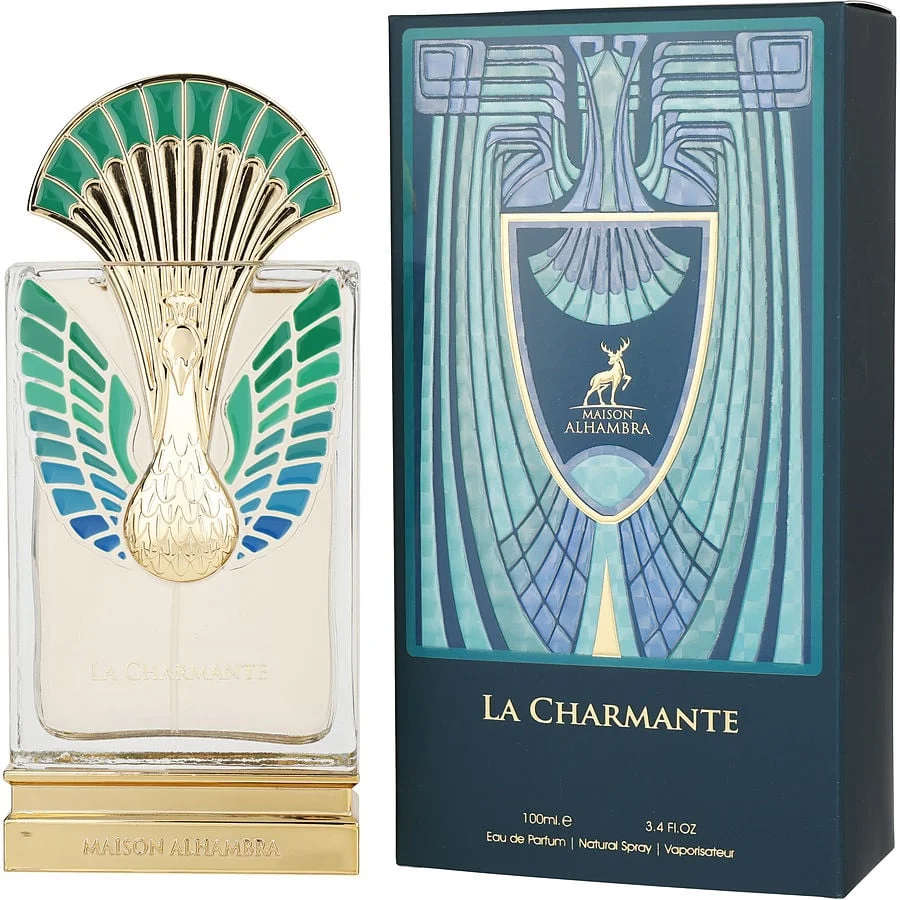 LA CHARMANTE
MAISON ALHAMBRA
MAISON
ALHAMBRA
LA CHARMANTE
100ml.e 3.4 Fl.OZ
Eau de Parfum | Natural Spray | Vaporisateur